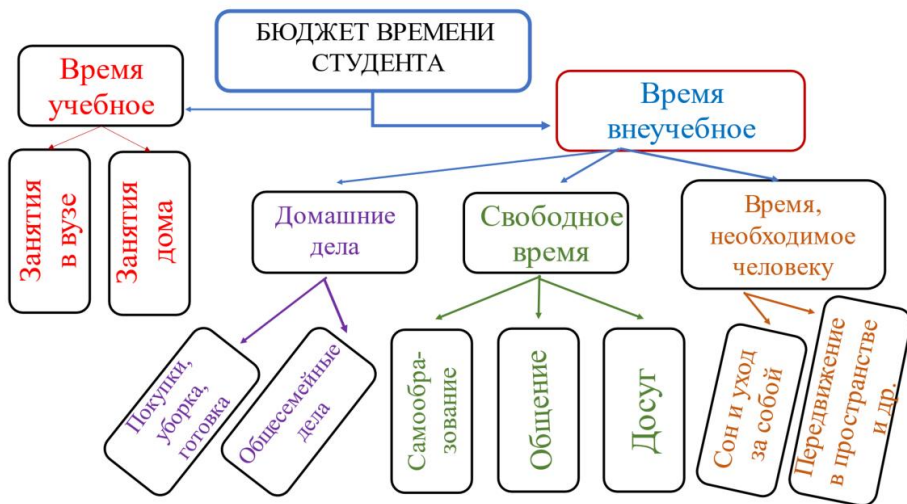 БЮДЖЕТ ВРЕМЕНИ
СТУДЕНТА
Время
учебное
Время
внеучебное
Занятия
в вузе
Занятия
дома
Домашние
дела
Свободное
время
Время,
необходимое
человеку
Покупки,
уборка,
готовка
Общесемейные
дела
Самообра-
зование
Общение
Досуг
Сон и уход
за собой
Передвижение
в пространстве
и др.